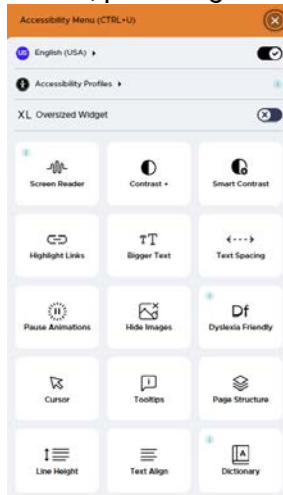 Accessibility Menu (CTRL+U)
English (USA)
Accessibility Profiles
XL Oversized Widget
Screen Reader
Contrast +
Smart Contrast
Highlight Links
TT
Bigger Text
Text Spacing
Pause Animations
Hide Images
Df
Dyslexia Friendly
Cursor
Tooltips
Page Structure
Line Height
Text Align
A
Dictionary